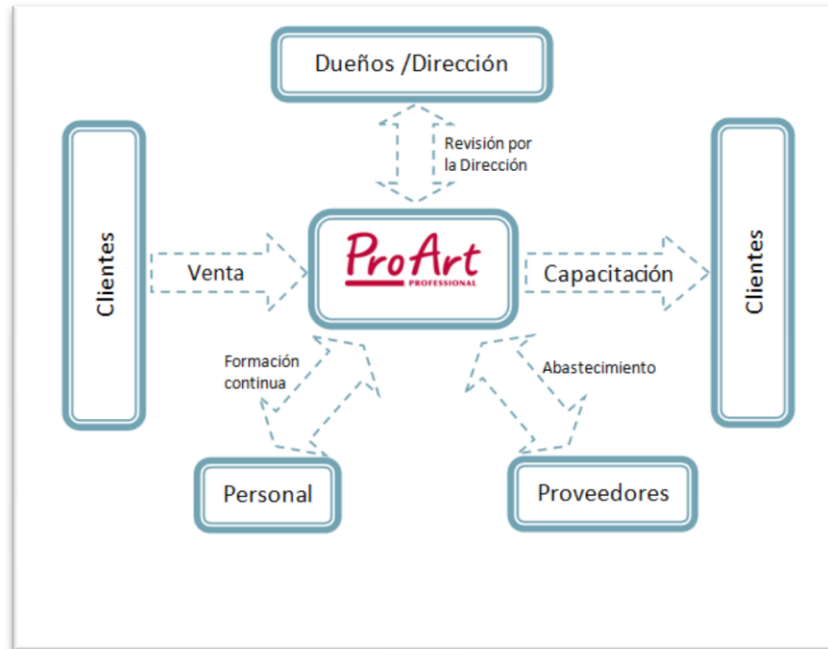 Dueños /Dirección
Revisión por
la Dirección
Clientes
Venta
ProArt
PROFESSIONAL
Capacitación
Clientes
Formación
continua
Abastecimiento
Personal
Proveedores